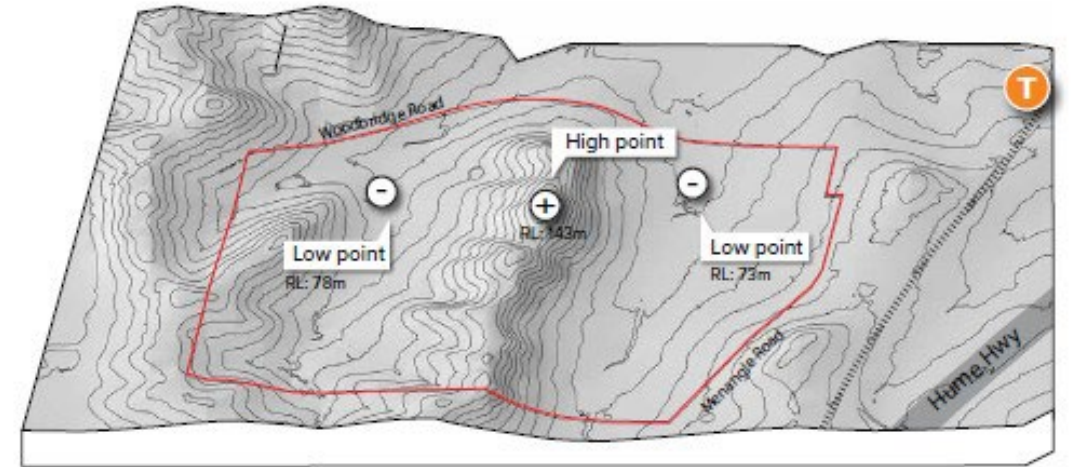 T
Woodbridge Road
High point
-
-
+
RL: 143m
Low point
RL: 78m
Low point
RL: 73m
Menangle Road
Hume Hwy